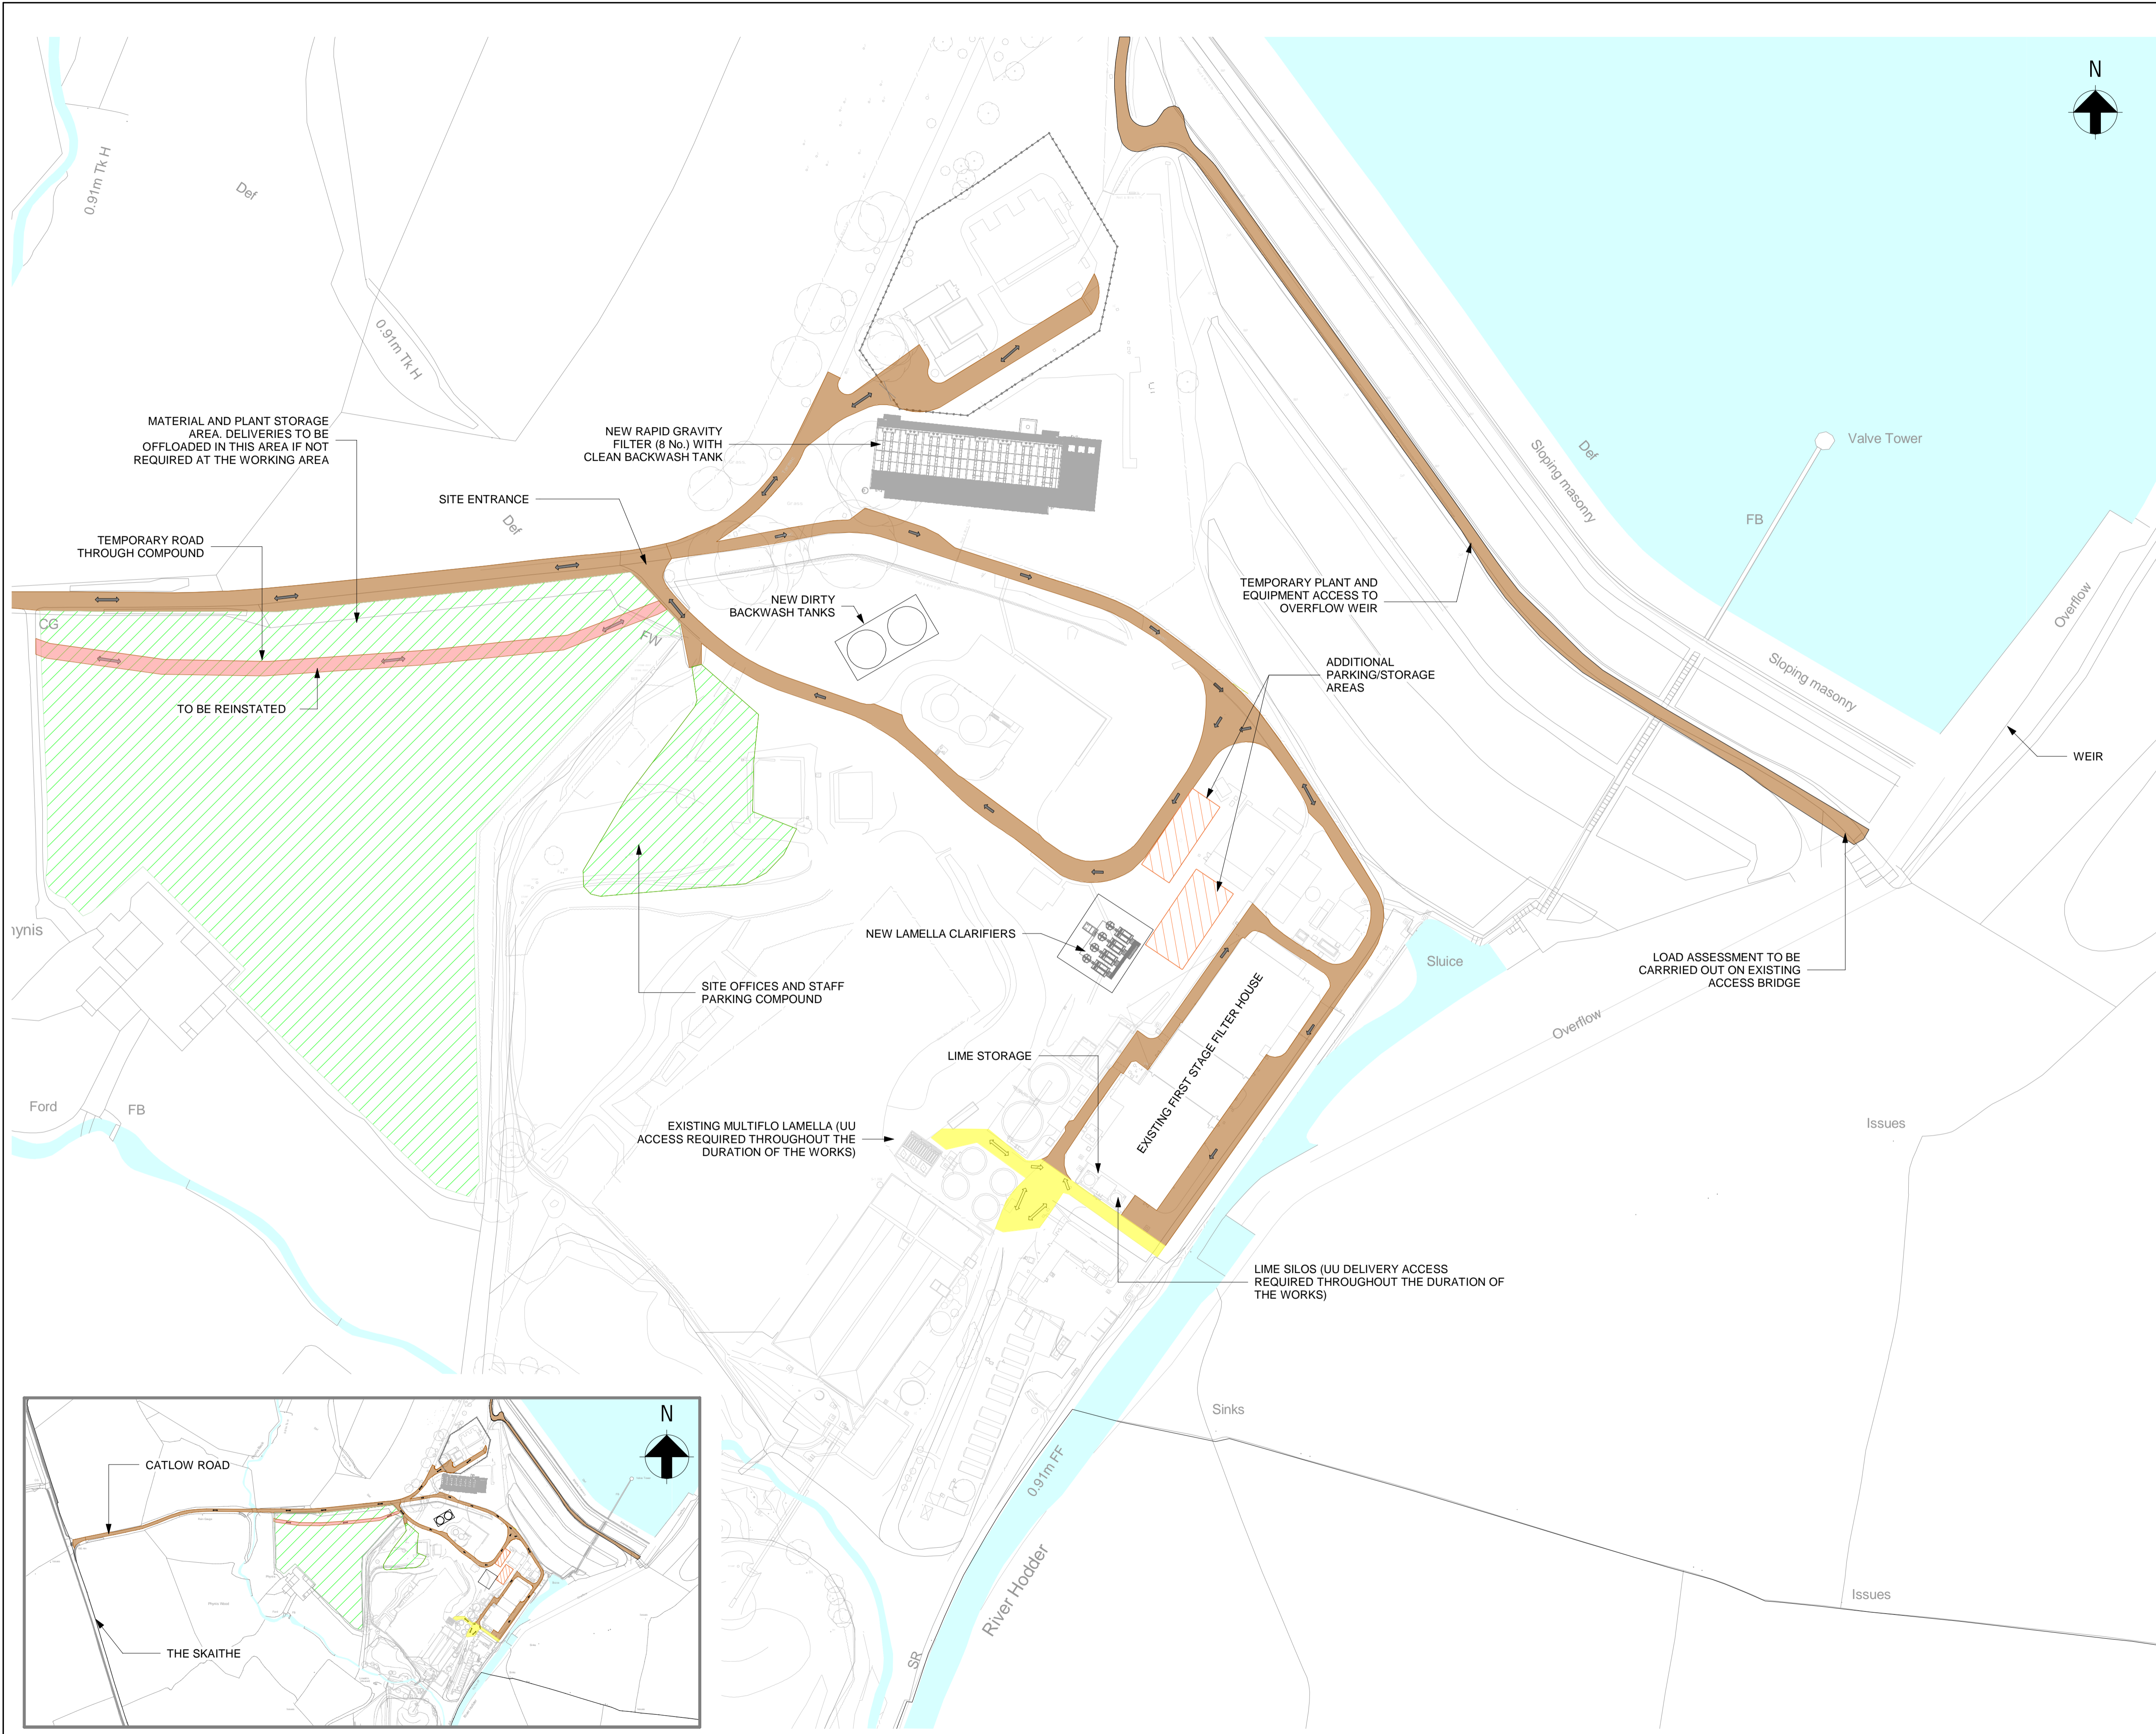 N
0.91m Tk H
Def
0.91m Tk H
MATERIAL AND PLANT STORAGE
AREA. DELIVERIES TO BE
OFFLOADED IN THIS AREA IF NOT
REQUIRED AT THE WORKING AREA
NEW RAPID GRAVITY
FILTER (8 No.) WITH
CLEAN BACKWASH TANK
SITE ENTRANCE
Def
TEMPORARY ROAD
THROUGH COMPOUND
Def
Sloping masonry
Valve Tower
FB
TEMPORARY PLANT AND
EQUIPMENT ACCESS TO
OVERFLOW WEIR
Overflow
NEW DIRTY
BACKWASH TANKS
CG
FW
TO BE REINSTATED
ADDITIONAL
PARKING/STORAGE
AREAS
Sloping masonry
WEIR
NEW LAMELLA CLARIFIERS
ynis
SITE OFFICES AND STAFF
PARKING COMPOUND
Sluice
LOAD ASSESSMENT TO BE
CARRRIED OUT ON EXISTING
ACCESS BRIDGE
Overflow
EXISTING FIRST STAGE FILTER HOUSE
LIME STORAGE
Ford
FB
EXISTING MULTIFLO LAMELLA (UU
ACCESS REQUIRED THROUGHOUT THE
DURATION OF THE WORKS)
Issues
LIME SILOS (UU DELIVERY ACCESS
REQUIRED THROUGHOUT THE DURATION OF
THE WORKS)
Sinks
0.91m FF
River Hodder
SR
Issues
N
CATLOW ROAD
THE SKAITHE